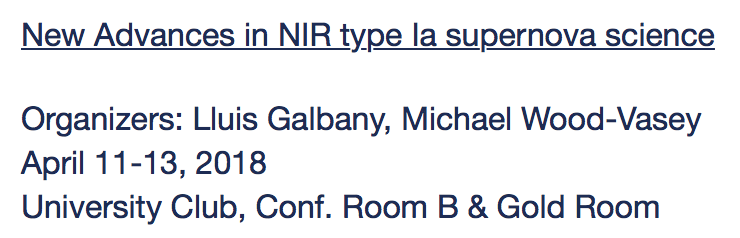 New Advances in NIR type Ia supernova science
Organizers: Lluis Galbany, Michael Wood-Vasey
April 11-13, 2018
University Club, Conf. Room B & Gold Room